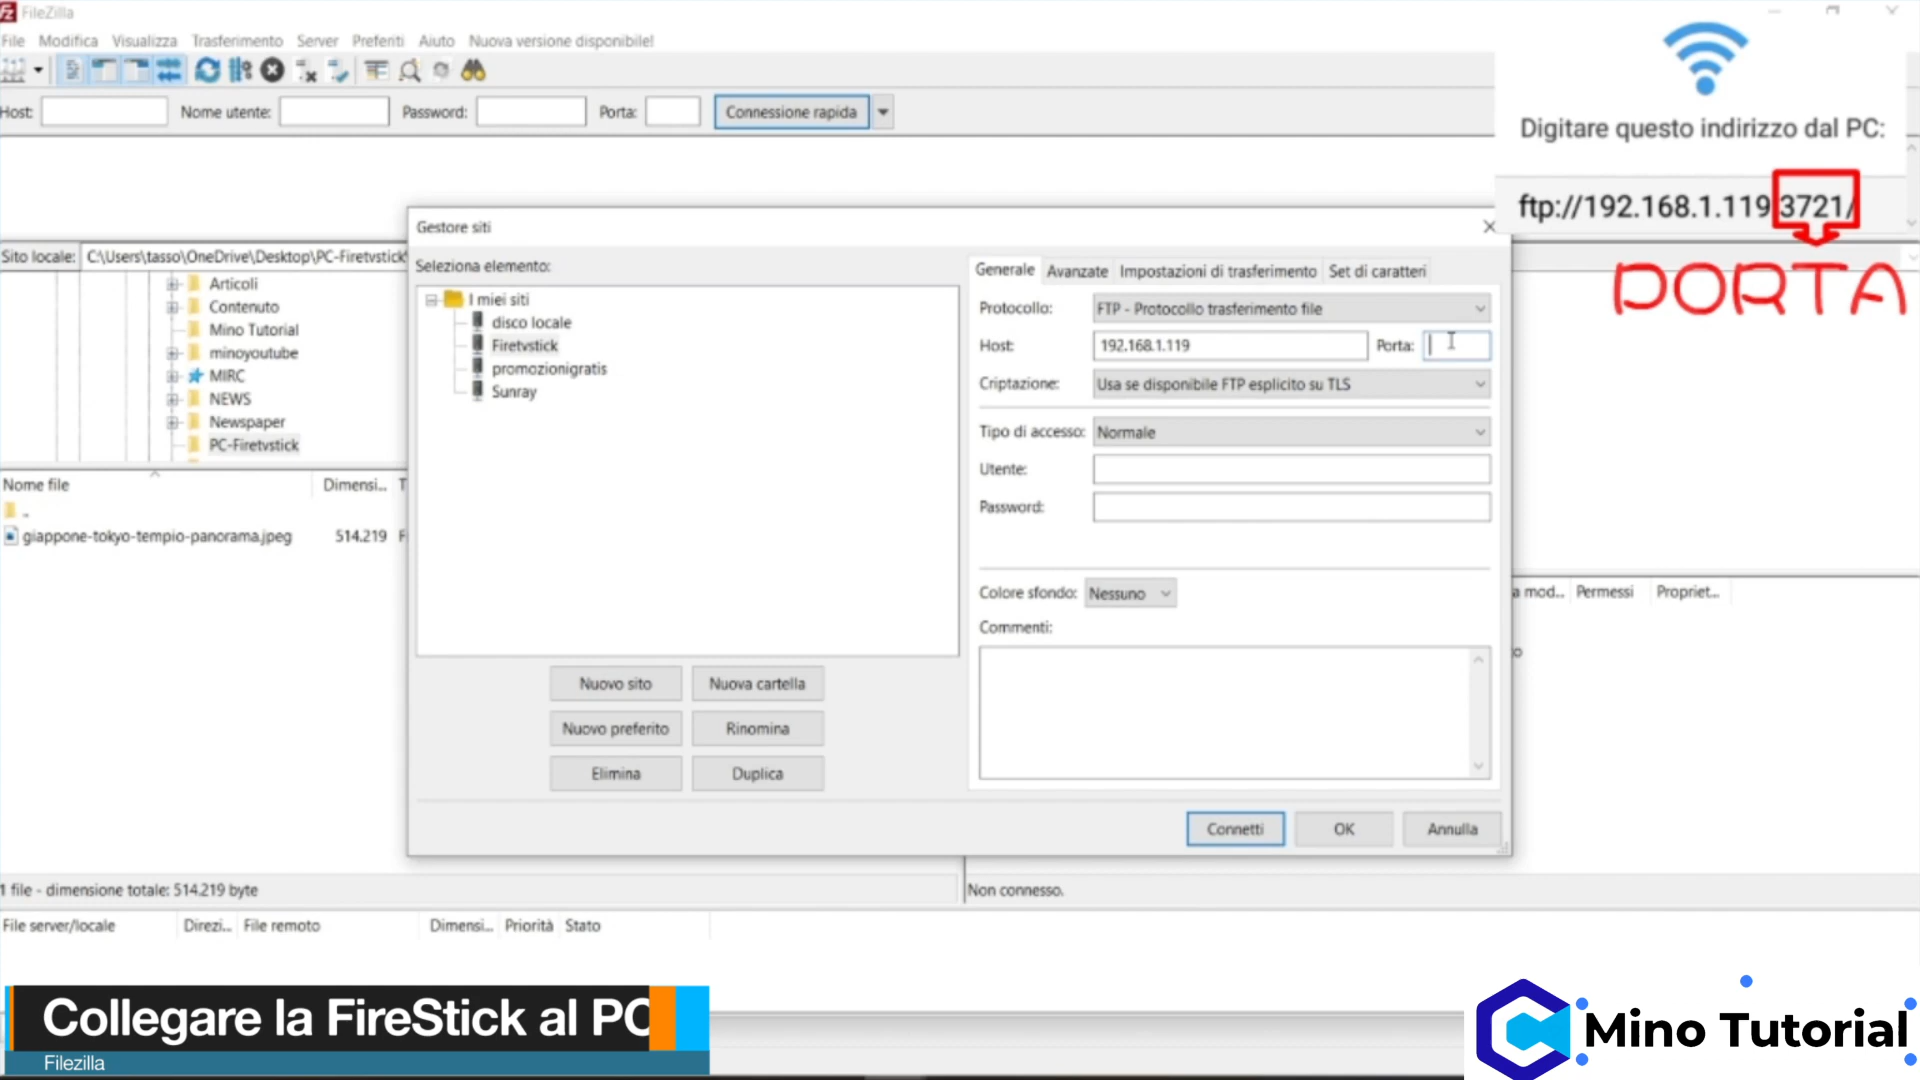 FileZilla
File Modifica Visualizza Trasferimento Server Preferiti Aiuto Nuova versione disponibile!
Host: Nome utente: Password: Porta: Connessione rapida
Digitare questo indirizzo dal PC:
ftp://192.168.1.119 3721/
PORTA
Sito locale: C:\Users\tasso\OneDrive\Desktop\PC-Firetvstick\
Articoli
Contenuto
Mino Tutorial
minoyoutube
MIRC
NEWS
Newspaper
PC-Firetvstick
Nome file Dimensi... T
..
giappone-tokyo-tempio-panorama.jpeg 514.219 F
Gestore siti
Seleziona elemento:
I miei siti
disco locale
Firetvstick
promozionigratis
Sunray
Nuovo sito Nuova cartella
Nuovo preferito Rinomina
Elimina Duplica
Generale Avanzate Impostazioni di trasferimento Set di caratteri
Protocollo: FTP - Protocollo trasferimento file
Host: 192.168.1.119 Porta:
Criptazione: Usa se disponibile FTP esplicito su TLS
Tipo di accesso: Normale
Utente:
Password:
Colore sfondo: Nessuno
Commenti:
Connetti OK Annulla
a mod... Permessi Propriet...
o
1 file - dimensione totale: 514.219 byte
Non connesso.
File server/locale Direzi... File remoto Dimensi... Priorità Stato
Collegare la FireStick al PC
Filezilla
Mino Tutorial